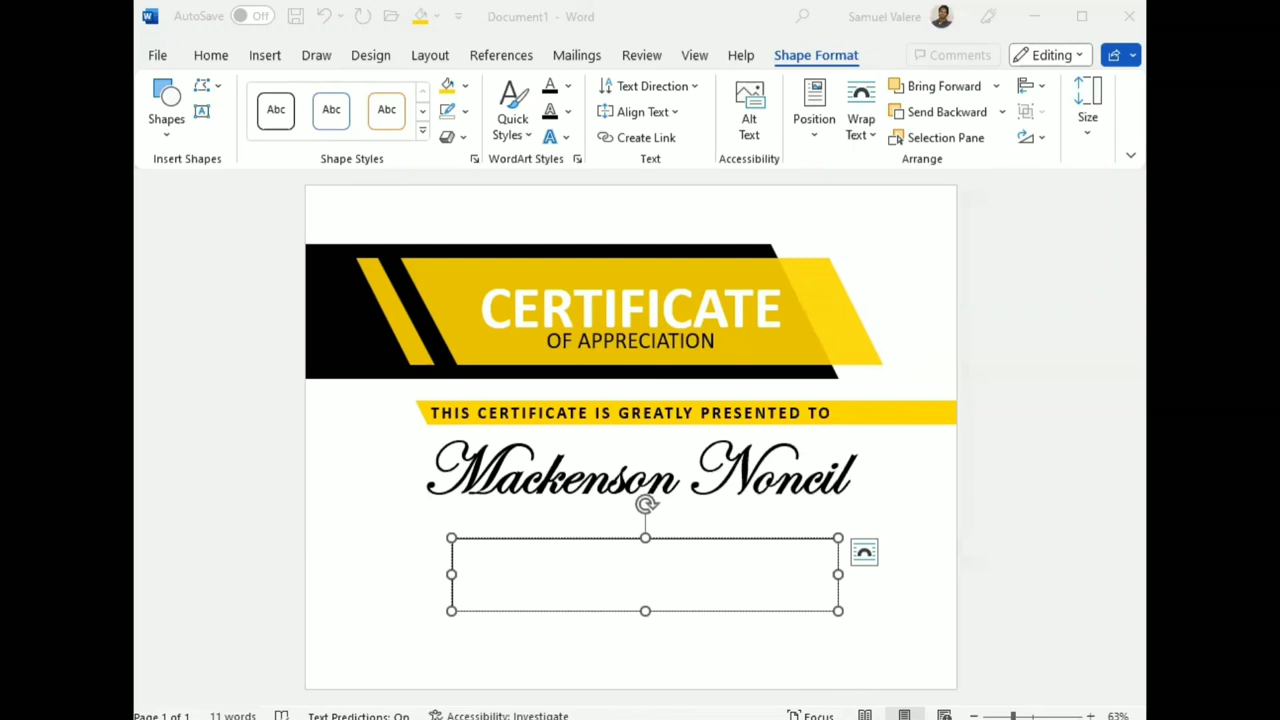 AutoSave Off Document1 - Word Samuel Valere
File Home Insert Draw Design Layout References Mailings Review View Help Shape Format Comments Editing
Shapes
Insert Shapes
Abc Abc Abc
Shape Styles
Quick
Styles
WordArt Styles
Text Direction
Align Text
Create Link
Text
Alt
Text
Accessibility
Position
Wrap
Text
Bring Forward
Send Backward
Selection Pane
Arrange
Size
CERTIFICATE
OF APPRECIATION
THIS CERTIFICATE IS GREATLY PRESENTED TO
Mackenson Noncil
Page 1 of 1 11 words Text Predictions: On Accessibility: Investigate Focus 63%